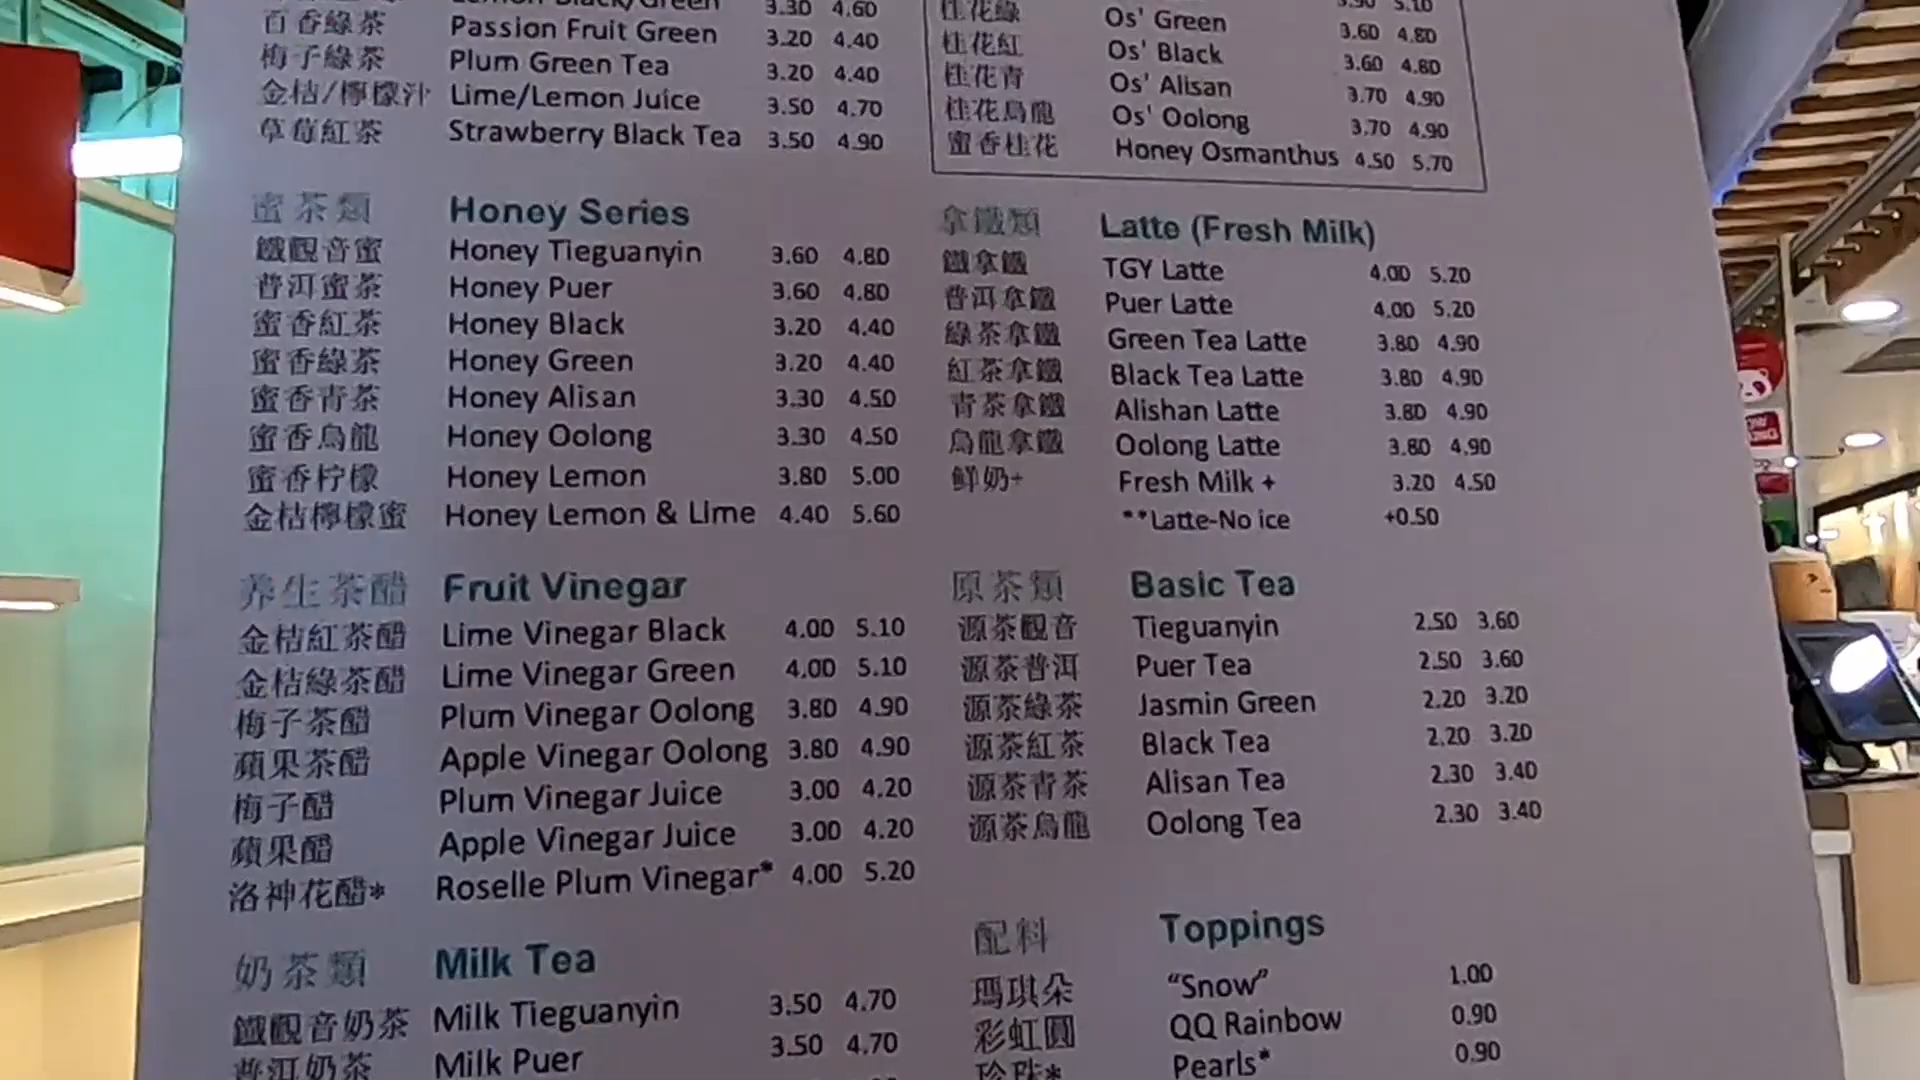 Lemon Black/Green 3.30 4.60
百香綠茶 Passion Fruit Green 3.20 4.40
梅子綠茶 Plum Green Tea 3.20 4.40
金桔/檸檬汁 Lime/Lemon Juice 3.50 4.70
草莓紅茶 Strawberry Black Tea 3.50 4.90
蜜茶類 Honey Series
鐵觀音蜜 Honey Tieguanyin 3.60 4.80
普洱蜜茶 Honey Puer 3.60 4.80
蜜香紅茶 Honey Black 3.20 4.40
蜜香綠茶 Honey Green 3.20 4.40
蜜香青茶 Honey Alisan 3.30 4.50
蜜香烏龍 Honey Oolong 3.30 4.50
蜜香柠檬 Honey Lemon 3.80 5.00
金桔檸檬蜜 Honey Lemon & Lime 4.40 5.60
养生茶醋 Fruit Vinegar
金桔紅茶醋 Lime Vinegar Black 4.00 5.10
金桔綠茶醋 Lime Vinegar Green 4.00 5.10
梅子茶醋 Plum Vinegar Oolong 3.80 4.90
蘋果茶醋 Apple Vinegar Oolong 3.80 4.90
梅子醋 Plum Vinegar Juice 3.00 4.20
蘋果醋 Apple Vinegar Juice 3.00 4.20
洛神花醋* Roselle Plum Vinegar* 4.00 5.20
奶茶類 Milk Tea
鐵觀音奶茶 Milk Tieguanyin 3.50 4.70
普洱奶茶 Milk Puer 3.50 4.70
桂花綠 Os' Green 3.60 4.80
桂花紅 Os' Black 3.60 4.80
桂花青 Os' Alisan 3.70 4.90
桂花烏龍 Os' Oolong 3.70 4.90
蜜香桂花 Honey Osmanthus 4.50 5.70
拿鐵類 Latte (Fresh Milk)
鐵拿鐵 TGY Latte 4.00 5.20
普洱拿鐵 Puer Latte 4.00 5.20
綠茶拿鐵 Green Tea Latte 3.80 4.90
紅茶拿鐵 Black Tea Latte 3.80 4.90
青茶拿鐵 Alishan Latte 3.80 4.90
烏龍拿鐵 Oolong Latte 3.80 4.90
鲜奶+ Fresh Milk + 3.20 4.50
**Latte-No ice +0.50
原茶類 Basic Tea
源茶觀音 Tieguanyin 2.50 3.60
源茶普洱 Puer Tea 2.50 3.60
源茶綠茶 Jasmin Green 2.20 3.20
源茶紅茶 Black Tea 2.20 3.20
源茶青茶 Alisan Tea 2.30 3.40
源茶烏龍 Oolong Tea 2.30 3.40
配料 Toppings
瑪琪朵 “Snow” 1.00
彩虹圓 QQ Rainbow 0.90
珍珠* Pearls* 0.90